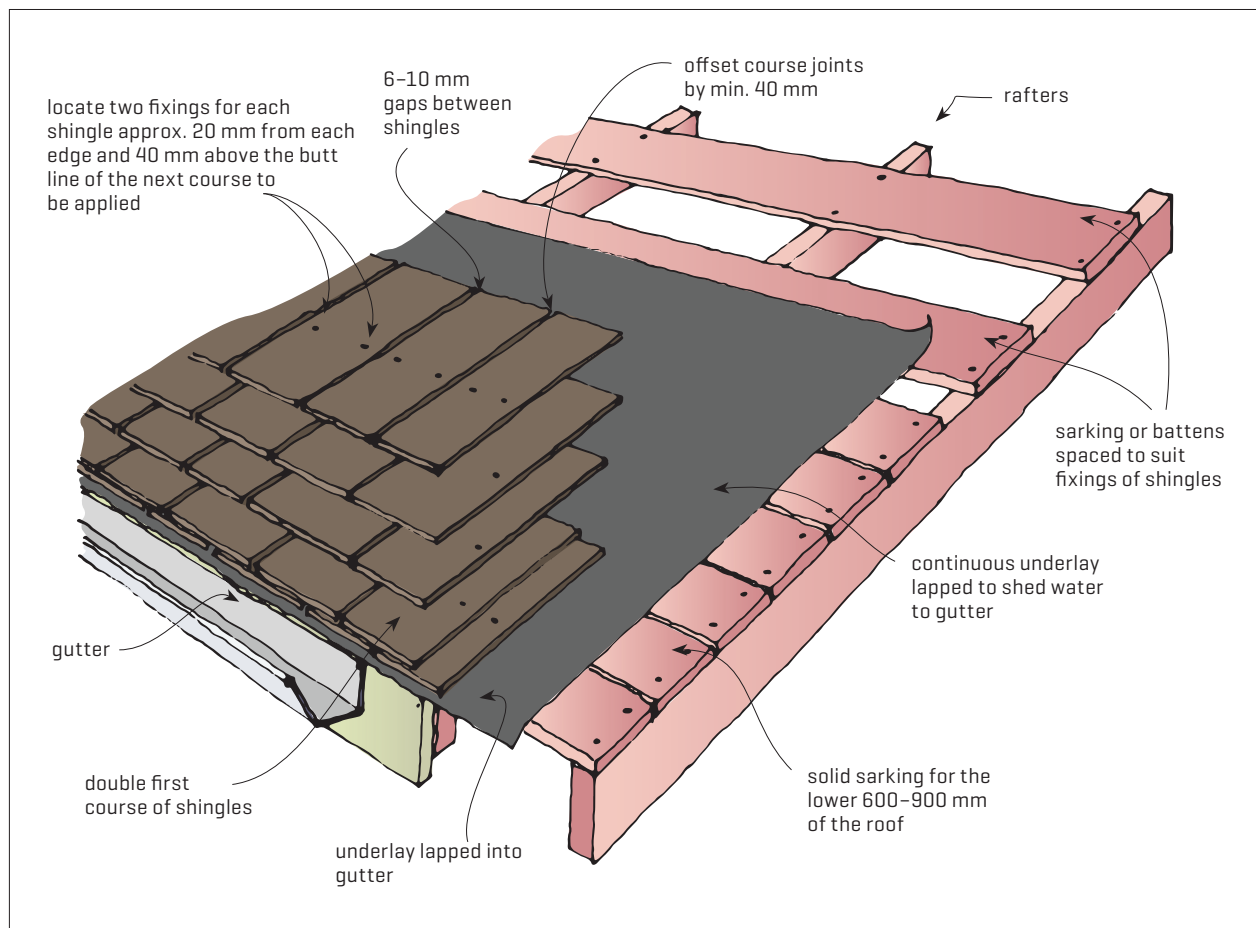 locate two fixings for each
shingle approx. 20 mm from each
edge and 40 mm above the butt
line of the next course to
be applied
6–10 mm
gaps between
shingles
offset course joints
by min. 40 mm
rafters
sarking or battens
spaced to suit
fixings of shingles
continuous underlay
lapped to shed water
to gutter
gutter
double first
course of shingles
solid sarking for the
lower 600–900 mm
of the roof
underlay lapped into
gutter